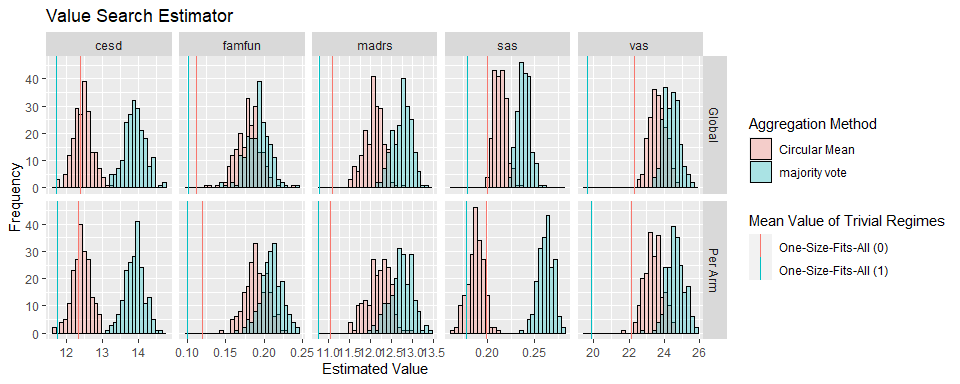 Value Search Estimator
cesd
famfun
madrs
sas
vas
40
30
20
10
0
Global
40
30
20
10
0
Per Arm
Frequency
12
13
14
0.10
0.15
0.20
0.25
11.0
11.5
12.0
12.5
13.0
13.5
0.20
0.25
20
22
24
26
Estimated Value
Aggregation Method
Circular Mean
majority vote
Mean Value of Trivial Regimes
One-Size-Fits-All (0)
One-Size-Fits-All (1)